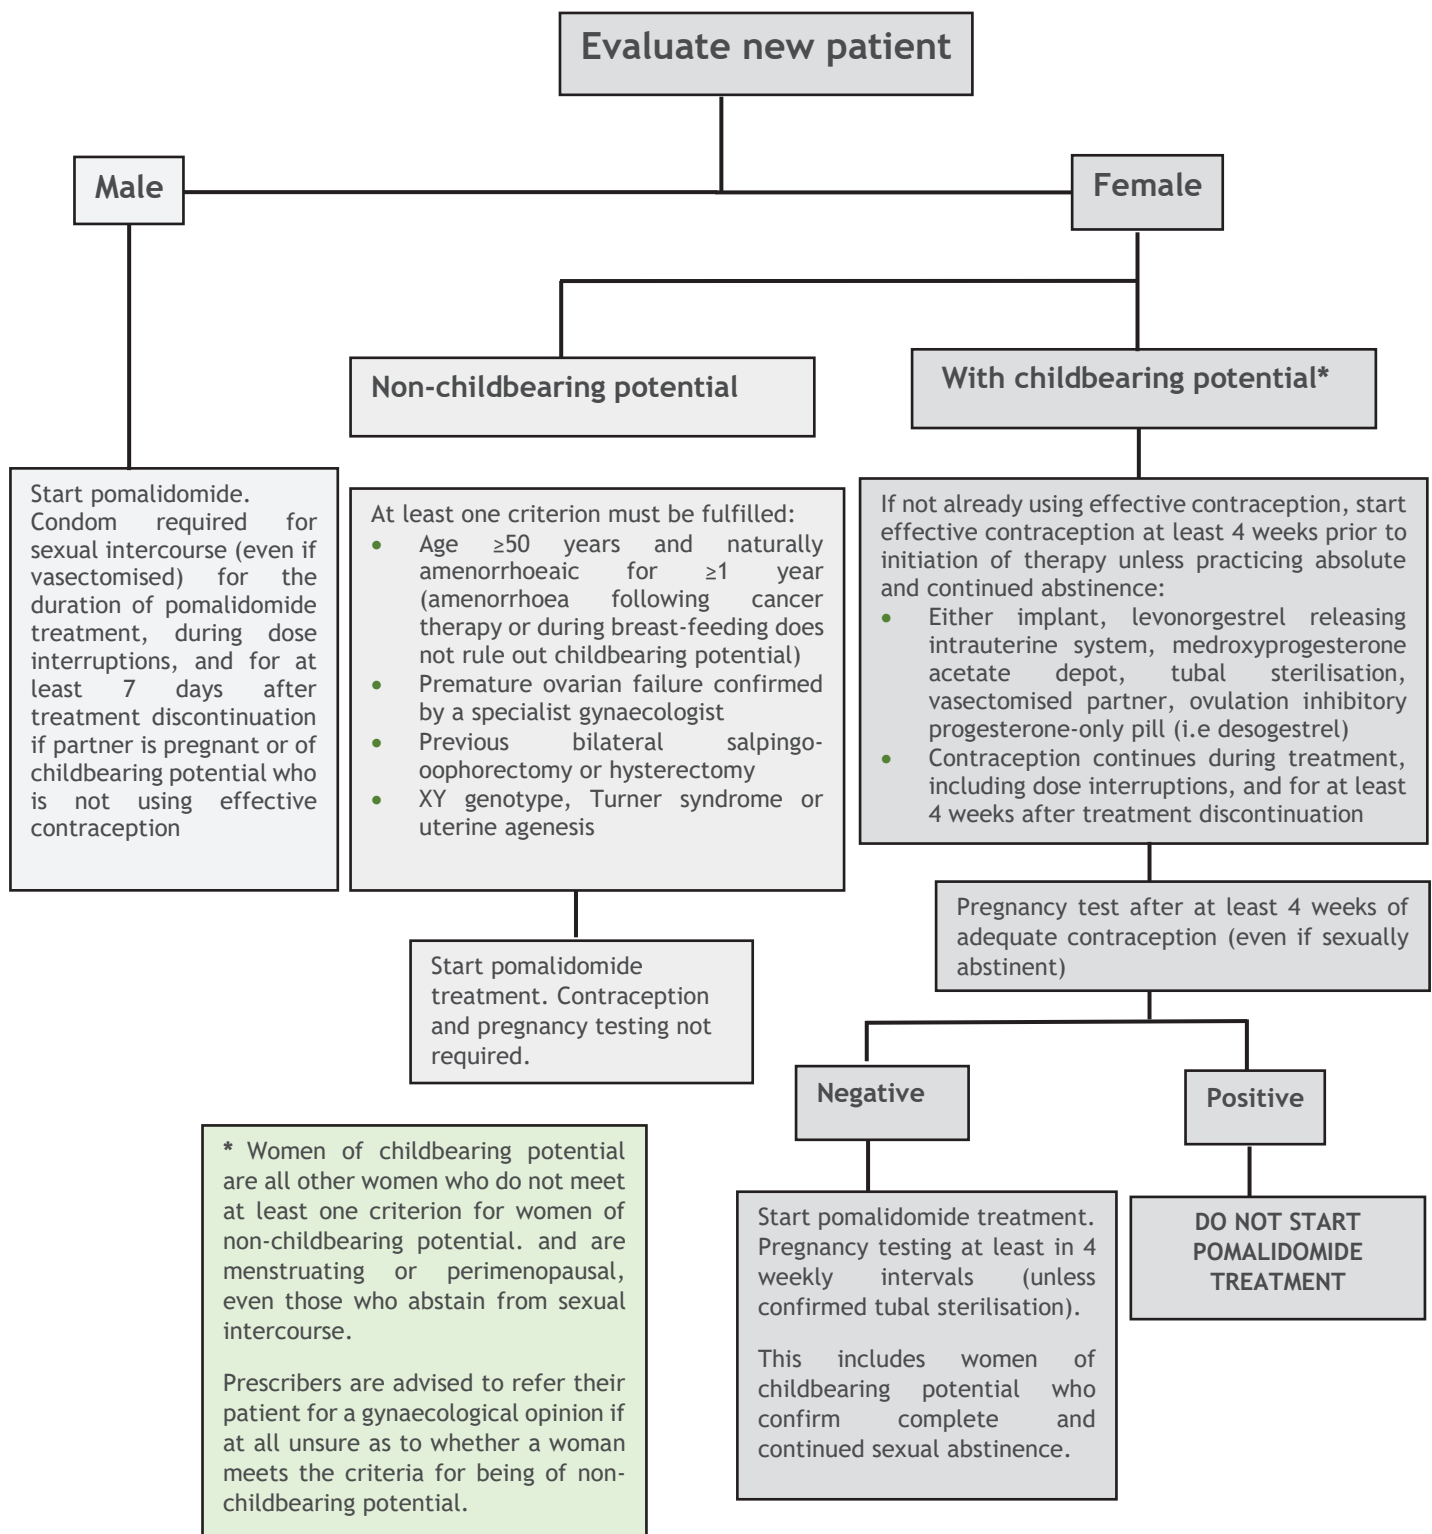 Evaluate new patient
Male
Female
Non-childbearing potential
With childbearing potential*
Start pomalidomide.
Condom required for
sexual intercourse (even if
vasectomised) for the
duration of pomalidomide
treatment, during dose
interruptions, and for at
least 7 days after
treatment discontinuation
if partner is pregnant or of
childbearing potential who
is not using effective
contraception
At least one criterion must be fulfilled:
• Age ≥50 years and naturally
amenorrhoeaic for ≥1 year
(amenorrhoea following cancer
therapy or during breast-feeding does
not rule out childbearing potential)
• Premature ovarian failure confirmed
by a specialist gynaecologist
• Previous bilateral salpingo-
oophorectomy or hysterectomy
• XY genotype, Turner syndrome or
uterine agenesis
If not already using effective contraception, start
effective contraception at least 4 weeks prior to
initiation of therapy unless practicing absolute
and continued abstinence:
• Either implant, levonorgestrel releasing
intrauterine system, medroxyprogesterone
acetate depot, tubal sterilisation,
vasectomised partner, ovulation inhibitory
progesterone-only pill (i.e desogestrel)
• Contraception continues during treatment,
including dose interruptions, and for at least
4 weeks after treatment discontinuation
Start pomalidomide
treatment. Contraception
and pregnancy testing not
required.
Pregnancy test after at least 4 weeks of
adequate contraception (even if sexually
abstinent)
Negative
Positive
Start pomalidomide treatment.
Pregnancy testing at least in 4
weekly intervals (unless
confirmed tubal sterilisation).
This includes women of
childbearing potential who
confirm complete and
continued sexual abstinence.
DO NOT START
POMALIDOMIDE
TREATMENT
* Women of childbearing potential
are all other women who do not meet
at least one criterion for women of
non-childbearing potential. and are
menstruating or perimenopausal,
even those who abstain from sexual
intercourse.
Prescribers are advised to refer their
patient for a gynaecological opinion if
at all unsure as to whether a woman
meets the criteria for being of non-
childbearing potential.